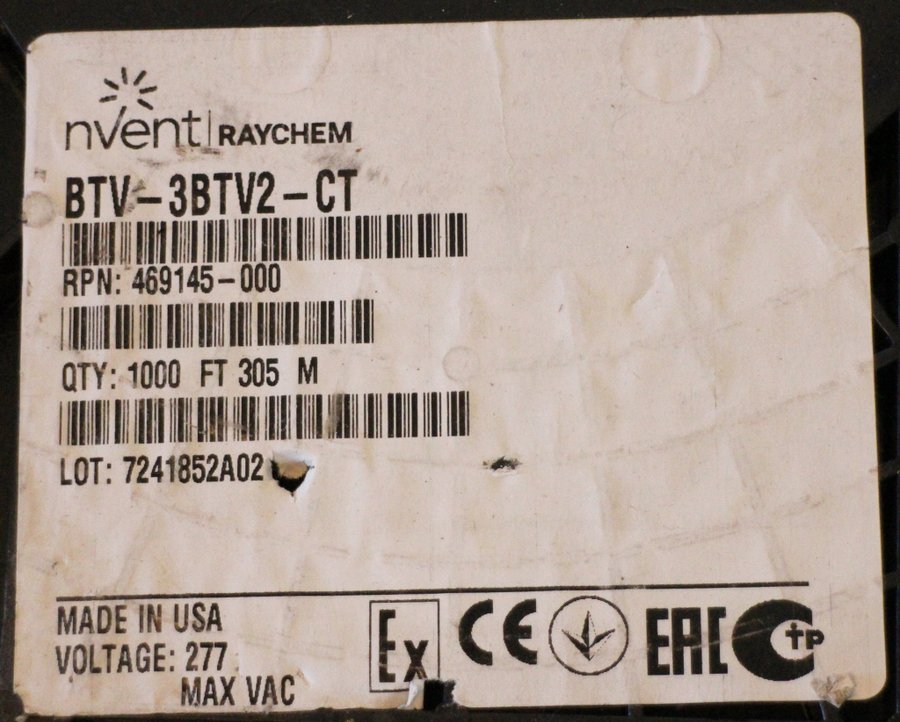 nVent | RAYCHEM
BTV-3BTV2-CT
RPN: 469145-000
QTY: 1000 FT 305 M
LOT: 7241852A02
MADE IN USA
VOLTAGE: 277
MAX VAC
Ex CE EAC TP